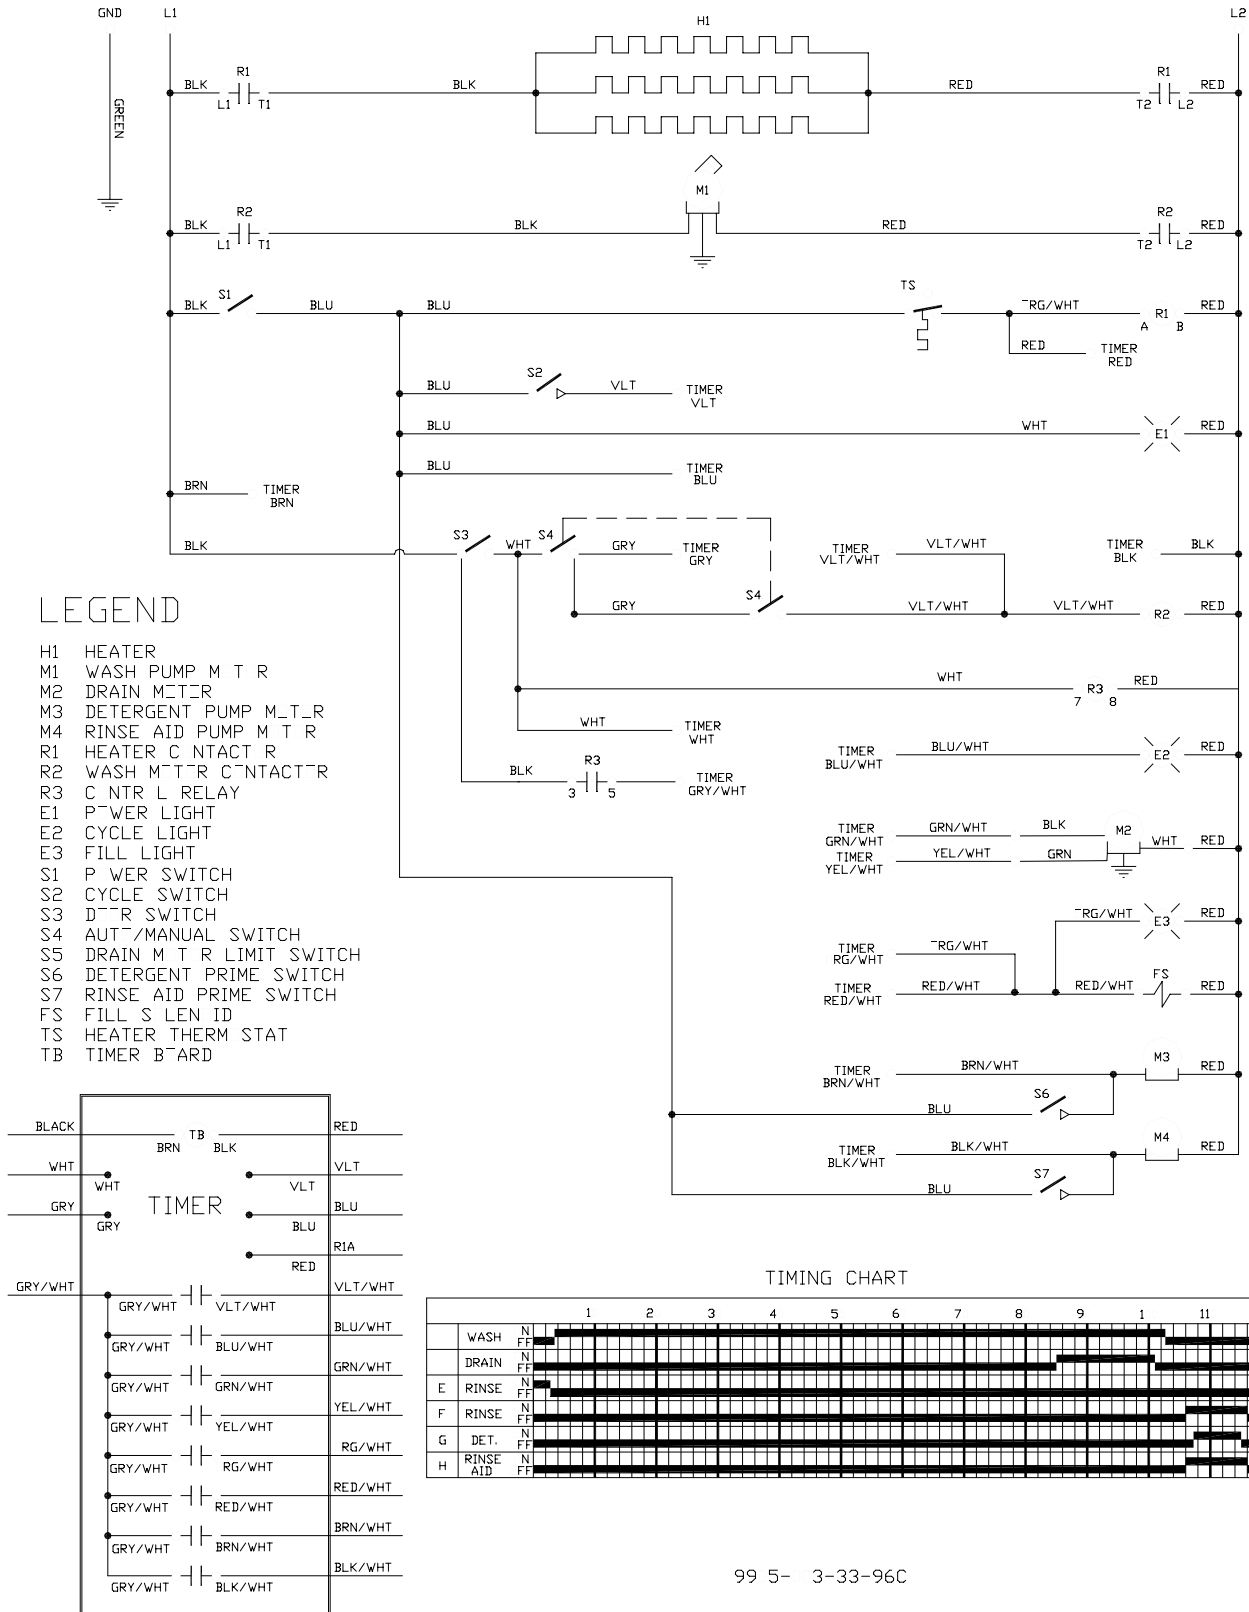 GND L1 H1 L2
BLK R1 L1 T1 BLK RED R1 T2 L2 RED
GREEN
M1
BLK R2 L1 T1 BLK RED R2 T2 L2 RED
BLK S1 BLU BLU TS ‾RG/WHT A R1 B RED
RED TIMER RED
BLU S2 VLT TIMER VLT
BLU WHT E1 RED
BLU TIMER BLU
BRN TIMER BRN
BLK S3 WHT S4 GRY TIMER GRY TIMER VLT/WHT VLT/WHT TIMER BLK BLK
GRY S4 VLT/WHT VLT/WHT R2 RED
WHT 7 R3 8 RED
WHT TIMER WHT
BLK R3 3 5 TIMER GRY/WHT
TIMER BLU/WHT BLU/WHT E2 RED
TIMER GRN/WHT GRN/WHT BLK M2 WHT RED
TIMER YEL/WHT YEL/WHT GRN
‾RG/WHT E3 RED
TIMER RG/WHT ‾RG/WHT
TIMER RED/WHT RED/WHT RED/WHT FS RED
TIMER BRN/WHT BRN/WHT M3 RED
BLU S6
TIMER BLK/WHT BLK/WHT M4 RED
BLU S7
LEGEND
H1 HEATER
M1 WASH PUMP M T R
M2 DRAIN M‾T‾R
M3 DETERGENT PUMP M_T_R
M4 RINSE AID PUMP M T R
R1 HEATER C NTACT R
R2 WASH M‾T‾R C‾NTACT‾R
R3 C NTR L RELAY
E1 P‾WER LIGHT
E2 CYCLE LIGHT
E3 FILL LIGHT
S1 P WER SWITCH
S2 CYCLE SWITCH
S3 D‾‾R SWITCH
S4 AUT‾/MANUAL SWITCH
S5 DRAIN M T R LIMIT SWITCH
S6 DETERGENT PRIME SWITCH
S7 RINSE AID PRIME SWITCH
FS FILL S LEN ID
TS HEATER THERM STAT
TB TIMER B‾ARD
BLACK TB RED
BRN BLK
WHT VLT
WHT VLT
TIMER
GRY BLU
GRY BLU
R1A
RED
GRY/WHT VLT/WHT
GRY/WHT VLT/WHT
BLU/WHT
GRY/WHT BLU/WHT
GRN/WHT
GRY/WHT GRN/WHT
YEL/WHT
GRY/WHT YEL/WHT
RG/WHT
GRY/WHT RG/WHT
RED/WHT
GRY/WHT RED/WHT
BRN/WHT
GRY/WHT BRN/WHT
BLK/WHT
GRY/WHT BLK/WHT
TIMING CHART
1 2 3 4 5 6 7 8 9 1 11
WASH N FF
DRAIN N FF
E RINSE N FF
F RINSE N FF
G DET. N FF
H RINSE AID N FF
99 5- 3-33-96C